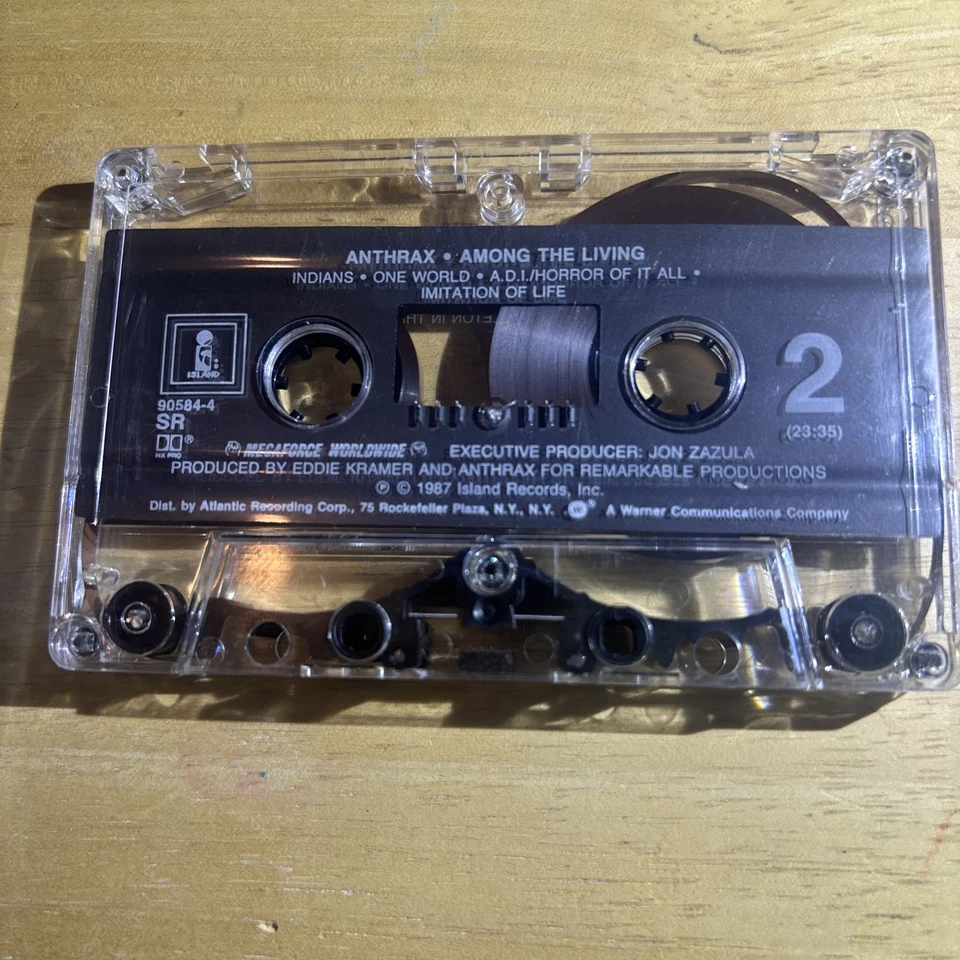 ANTHRAX • AMONG THE LIVING
INDIANS • ONE WORLD • A.D.I./HORROR OF IT ALL •
IMITATION OF LIFE
ISLAND
90584-4
SR
HX PRO
2
(23:35)
MEGAFORCE WORLDWIDE EXECUTIVE PRODUCER: JON ZAZULA
PRODUCED BY EDDIE KRAMER AND ANTHRAX FOR REMARKABLE PRODUCTIONS
Ⓟ © 1987 Island Records, Inc.
Dist. by Atlantic Recording Corp., 75 Rockefeller Plaza, N.Y., N.Y. W® A Warner Communications Company